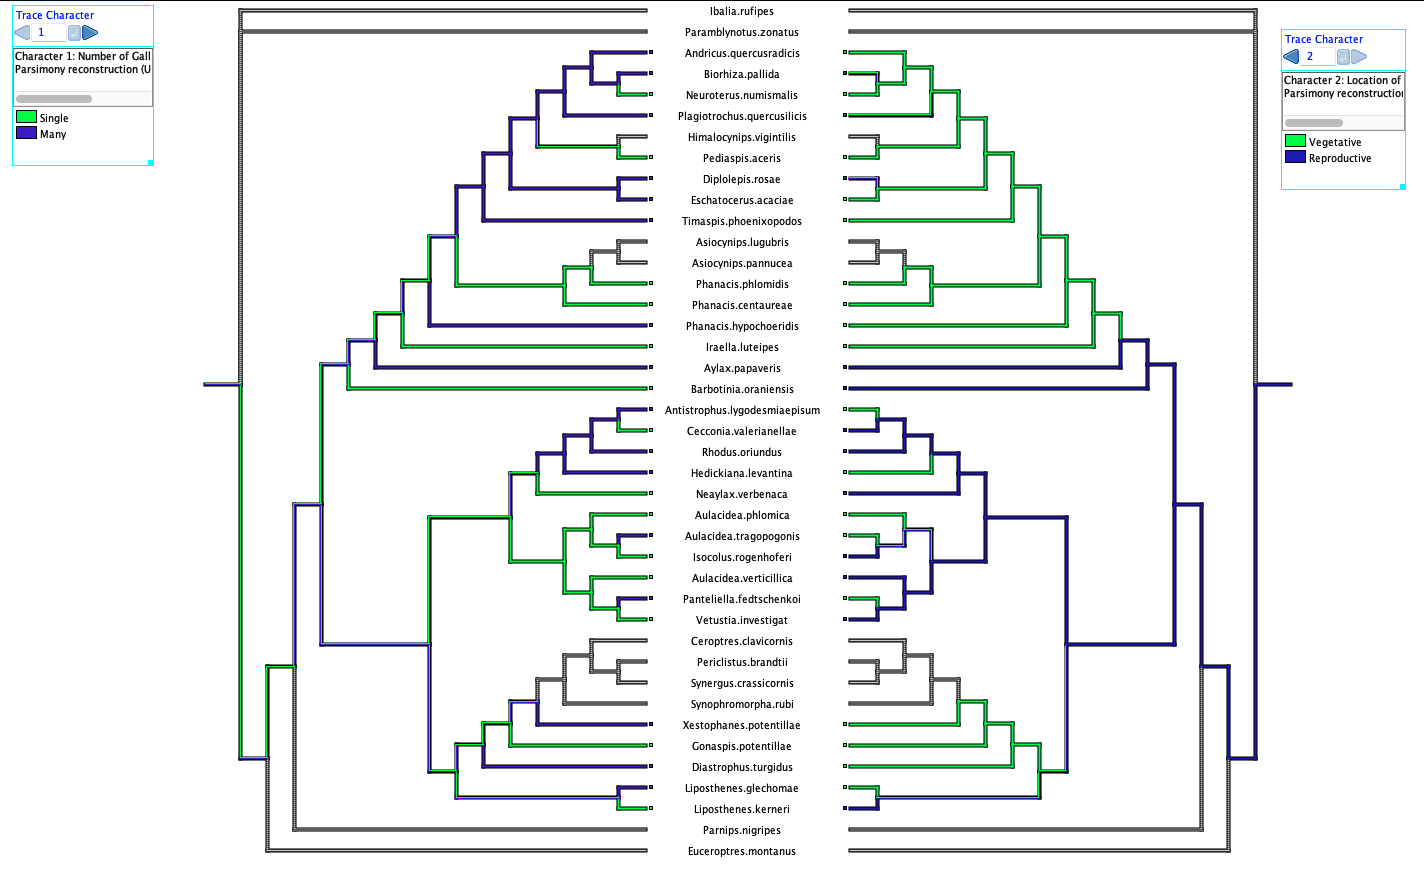 Trace Character
1
Character 1: Number of Gall
Parsimony reconstruction (U
Single
Many
Ibalia.rufipes
Paramblynotus.zonatus
Andricus.quercusradicis
Biorhiza.pallida
Neuroterus.numismalis
Plagiotrochus.quercusilicis
Himalocynips.vigintilis
Pediaspis.aceris
Diplolepis.rosae
Eschatocerus.acaciae
Timaspis.phoenixopodos
Asiocynips.lugubris
Asiocynips.pannucea
Phanacis.phlomidis
Phanacis.centaureae
Phanacis.hypochoeridis
Iraella.luteipes
Aylax.papaveris
Barbotinia.oraniensis
Antistrophus.lygodesmiaepisum
Cecconia.valerianellae
Rhodus.oriundus
Hedickiana.levantina
Neaylax.verbenaca
Aulacidea.phlomica
Aulacidea.tragopogonis
Isocolus.rogenhoferi
Aulacidea.verticillica
Panteliella.fedtschenkoi
Vetustia.investigat
Ceroptres.clavicornis
Periclistus.brandtii
Synergus.crassicornis
Synophromorpha.rubi
Xestophanes.potentillae
Gonaspis.potentillae
Diastrophus.turgidus
Liposthenes.glechomae
Liposthenes.kerneri
Parnips.nigripes
Euceroptres.montanus
Trace Character
2
Character 2: Location of
Parsimony reconstruction
Vegetative
Reproductive